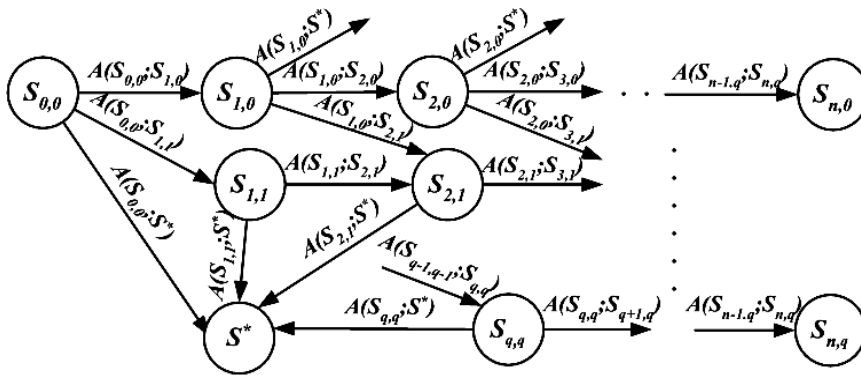 A(S1,0;S*)
A(S2,0;S*)
S0,0
A(S0,0;S1,0)
S1,0
A(S1,0;S2,0)
S2,0
A(S2,0;S3,0)
. .
A(Sn-1.q;Sn,q)
Sn,0
A(S0,0;S1,1)
A(S1,0;S2,1)
A(S2,0;S3,1)
S1,1
A(S1,1;S2,1)
S2,1
A(S2,1;S3,1)
A(S0,0;S*)
A(S1,1;S*)
A(S2,1;S*)
A(Sq-1,q-1;Sq,q)
S*
A(Sq,q;S*)
Sq,q
A(Sq,q;Sq+1,q)
A(Sn-1.q;Sn,q)
Sn,q